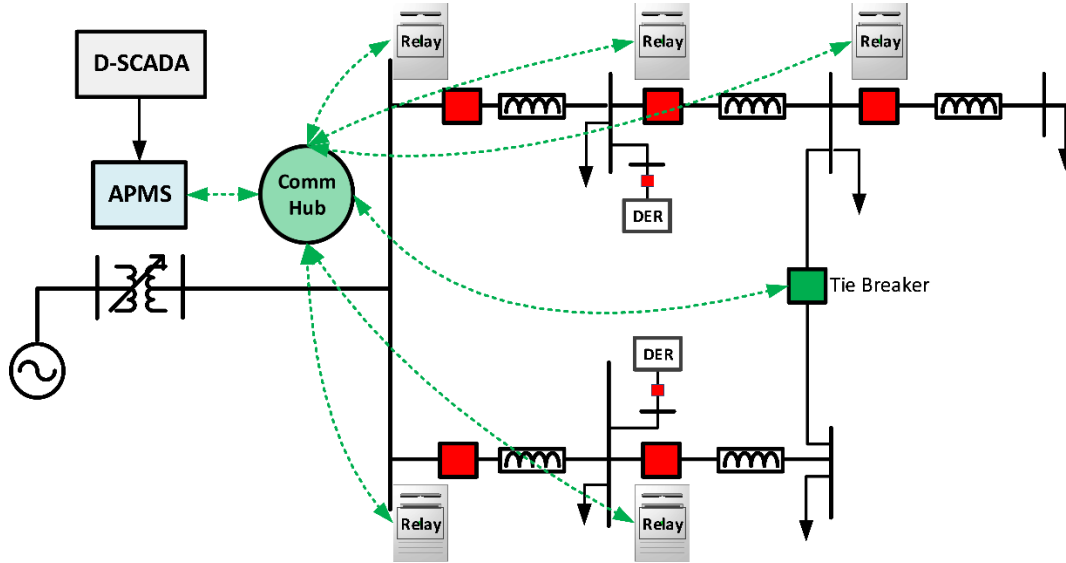 Relay
Relay
Relay
D-SCADA
APMS
Comm
Hub
DER
Tie Breaker
DER
Relay
Relay